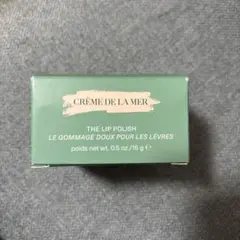 CRÈME DE LA MER
THE LIP POLISH
LE GOMMAGE DOUX POUR LES LÈVRES
poids net wt. 0.5 oz./15 g ℮